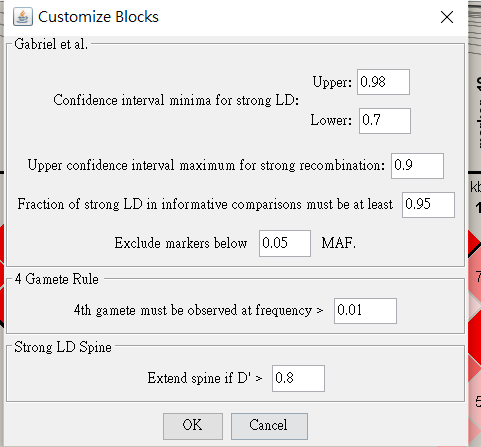 Customize Blocks
Gabriel et al.
Upper: 0.98
Confidence interval minima for strong LD:
Lower: 0.7
Upper confidence interval maximum for strong recombination: 0.9
Fraction of strong LD in informative comparisons must be at least 0.95
Exclude markers below 0.05 MAF.
4 Gamete Rule
4th gamete must be observed at frequency > 0.01
Strong LD Spine
Extend spine if D' > 0.8
OK Cancel